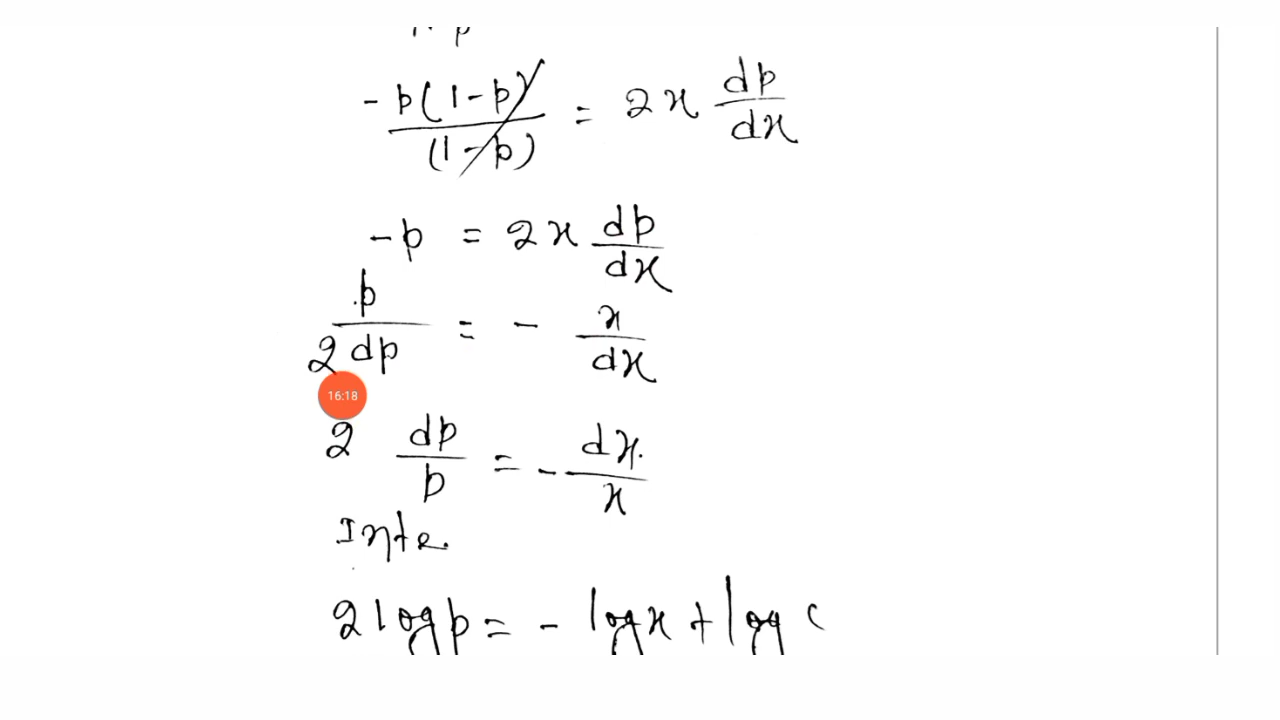 -p(1-p)/(1-p) = 2x dp/dx
-p = 2x dp/dx
p/2dp = - x/dx
16:18
2 dp/p = - dx/x
Inte.
2 log p = - log x + log c